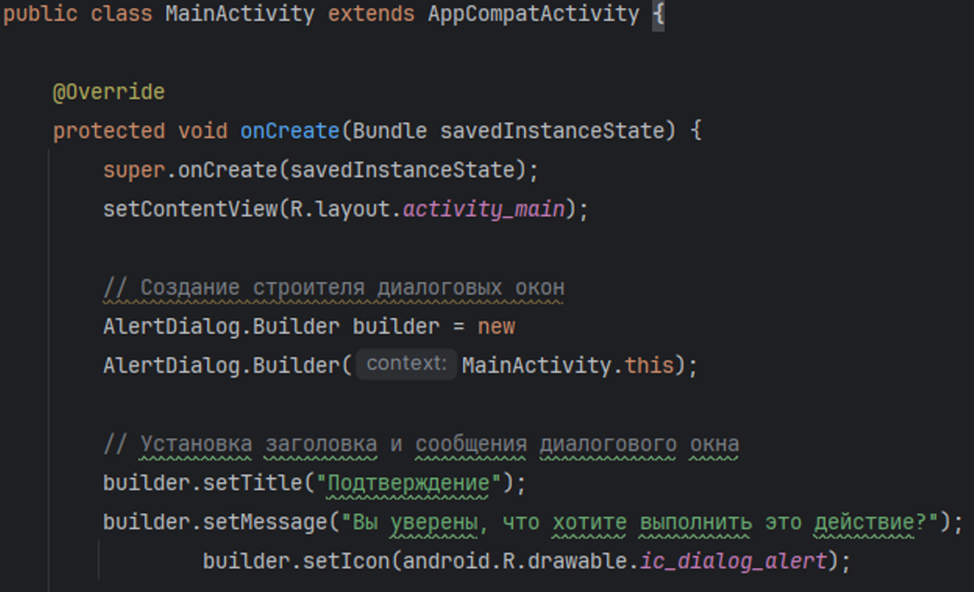 public class MainActivity extends AppCompatActivity {
@Override
protected void onCreate(Bundle savedInstanceState) {
super.onCreate(savedInstanceState);
setContentView(R.layout.activity_main);
// Создание строителя диалоговых окон
AlertDialog.Builder builder = new
AlertDialog.Builder( context: MainActivity.this);
// Установка заголовка и сообщения диалогового окна
builder.setTitle("Подтверждение");
builder.setMessage("Вы уверены, что хотите выполнить это действие?");
builder.setIcon(android.R.drawable.ic_dialog_alert);